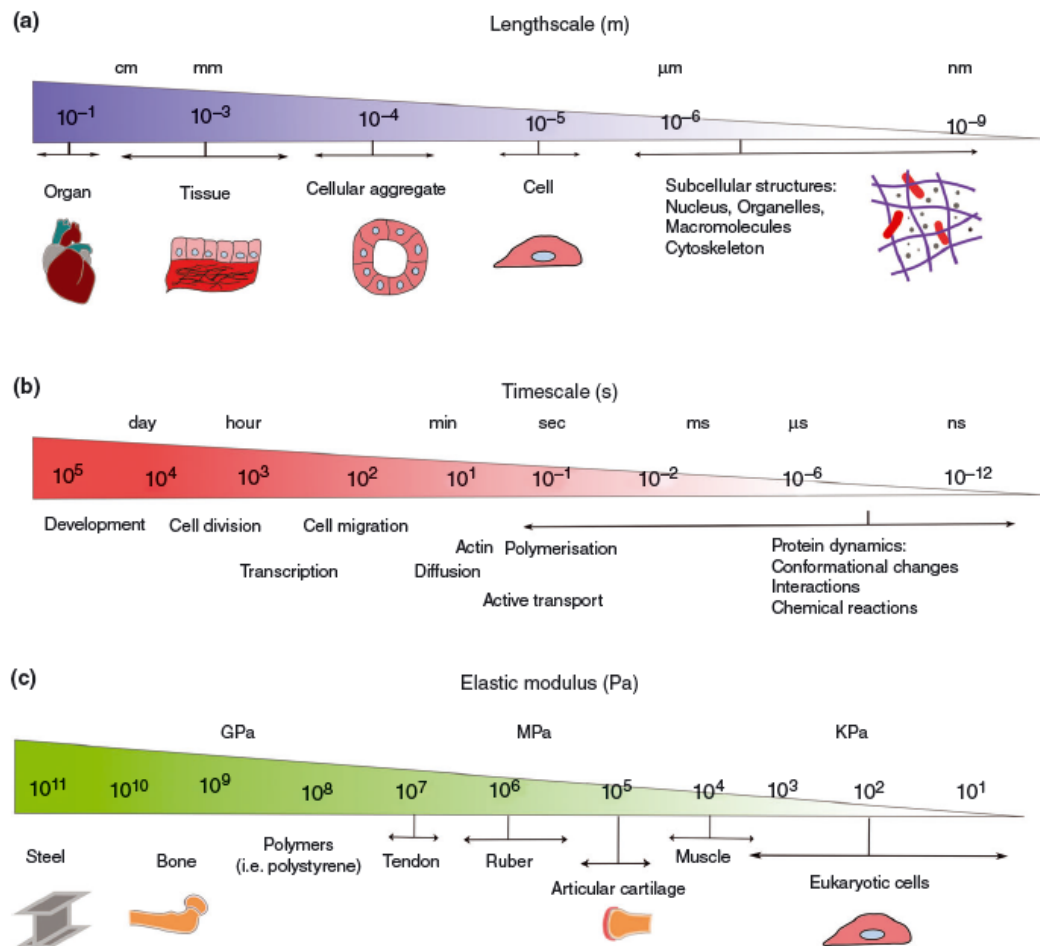 (a)
Lengthscale (m)
cm mm μm nm
10⁻¹ 10⁻³ 10⁻⁴ 10⁻⁵ 10⁻⁶ 10⁻⁹
Organ Tissue Cellular aggregate Cell
Subcellular structures:
Nucleus, Organelles,
Macromolecules
Cytoskeleton
(b)
Timescale (s)
day hour min sec ms μs ns
10⁵ 10⁴ 10³ 10² 10¹ 10⁻¹ 10⁻² 10⁻⁶ 10⁻¹²
Development Cell division Cell migration
Actin Polymerisation
Transcription Diffusion
Active transport
Protein dynamics:
Conformational changes
Interactions
Chemical reactions
(c)
Elastic modulus (Pa)
GPa MPa KPa
10¹¹ 10¹⁰ 10⁹ 10⁸ 10⁷ 10⁶ 10⁵ 10⁴ 10³ 10² 10¹
Steel Bone
Polymers
(i.e. polystyrene)
Tendon Ruber
Articular cartilage
Muscle
Eukaryotic cells